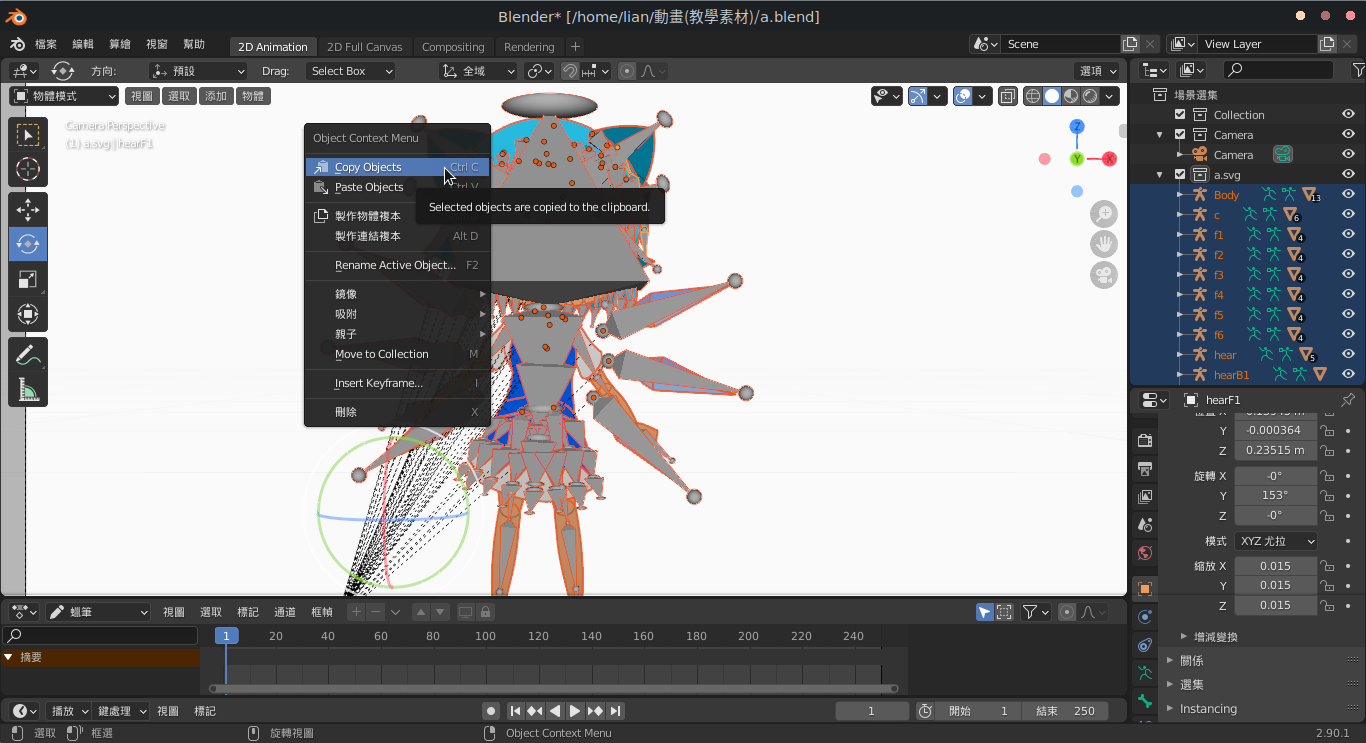 Blender* [/home/lian/動畫(教學素材)/a.blend]
檔案 編輯 算繪 視窗 幫助 2D Animation 2D Full Canvas Compositing Rendering + Scene View Layer
方向: 預設 Drag: Select Box 全域 選項
物體模式 視圖 選取 添加 物體
Camera Perspective
(1) a.svg | hearF1
Object Context Menu
Copy Objects Ctrl C
Paste Objects Ctrl V
Selected objects are copied to the clipboard.
製作物體複本
製作連結複本 Alt D
Rename Active Object... F2
鏡像
吸附
親子
Move to Collection M
Insert Keyframe... I
刪除 X
Z
Y
X
場景選集
Collection
Camera
Camera
a.svg
Body 13
c 6
f1 4
f2 4
f3 4
f4 4
f5 4
f6 4
hear 5
hearB1
hearF1
位置 X
Y -0.000364
Z 0.23515 m
旋轉 X -0°
Y 153°
Z -0°
模式 XYZ 尤拉
縮放 X 0.015
Y 0.015
Z 0.015
增減變換
關係
選集
Instancing
蠟筆 視圖 選取 標記 通道 框幀
1 20 40 60 80 100 120 140 160 180 200 220 240
摘要
播放 鍵處理 視圖 標記 1 開始 1 結束 250
選取 框選 旋轉視圖 Object Context Menu 2.90.1